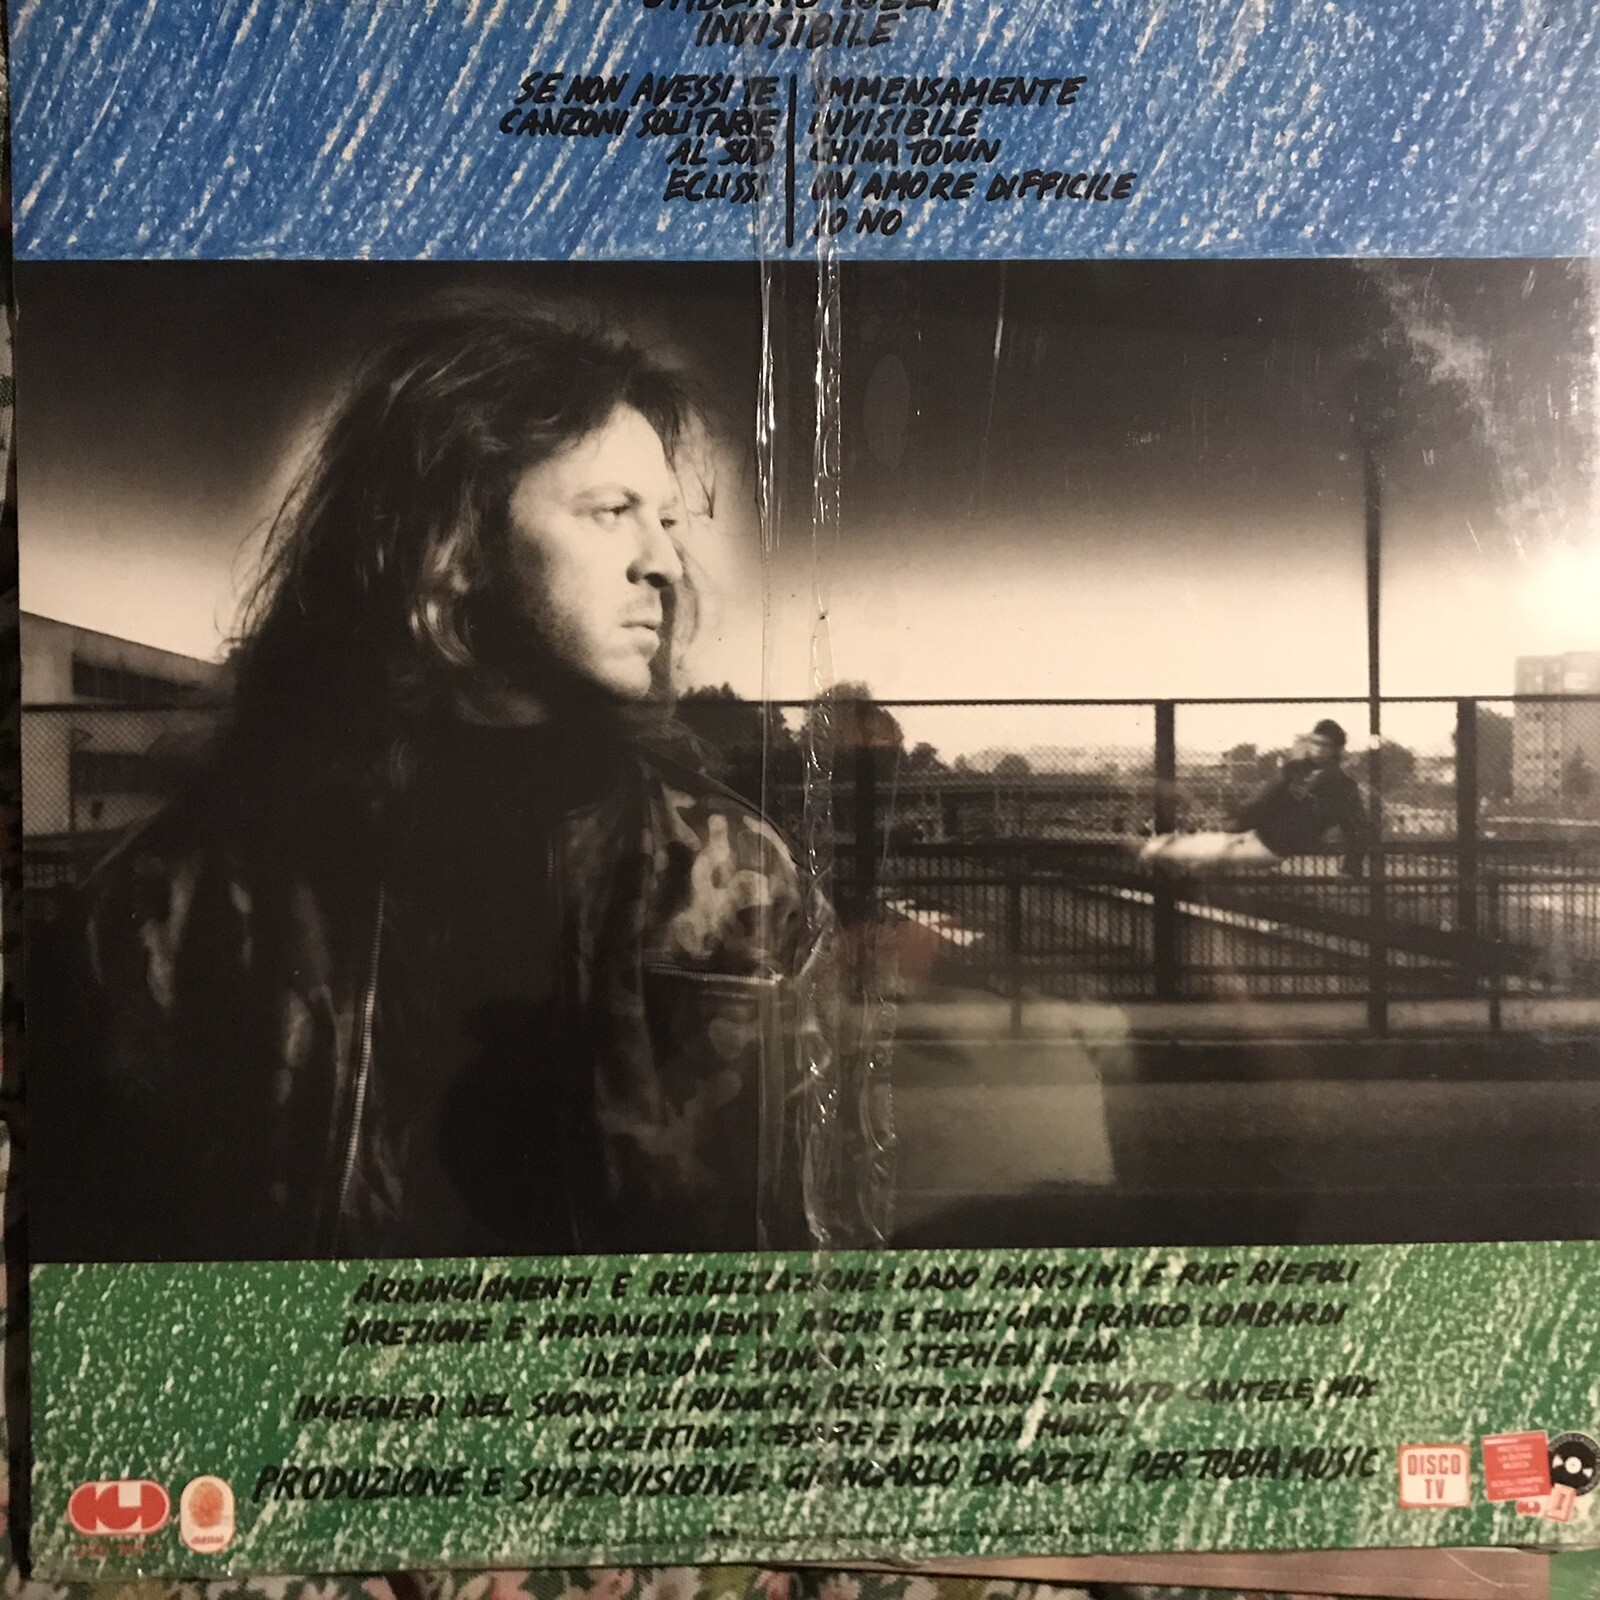 UMBERTO TOZZI
INVISIBILE
SE NON AVESSI TE
CANZONI SOLITARIE
AL SUD
ECLISSI
IMMENSAMENTE
INVISIBILE
CHINA TOWN
UN AMORE DIFFICILE
IO NO
ARRANGIAMENTI E REALIZZAZIONE: DADO PARISINI E RAF RIEFOLI
DIREZIONE E ARRANGIAMENTI ARCHI E FIATI: GIANFRANCO LOMBARDI
IDEAZIONE SONORA: STEPHEN HEAD
INGEGNERI DEL SUONO: ULI RUDOLPH, REGISTRAZIONI - RENATO CANTELE, MIX
COPERTINA: CESARE E WANDA MONTI
PRODUZIONE E SUPERVISIONE: GIANCARLO BIGAZZI PER TOBIA MUSIC
CGD
DISCO
TV